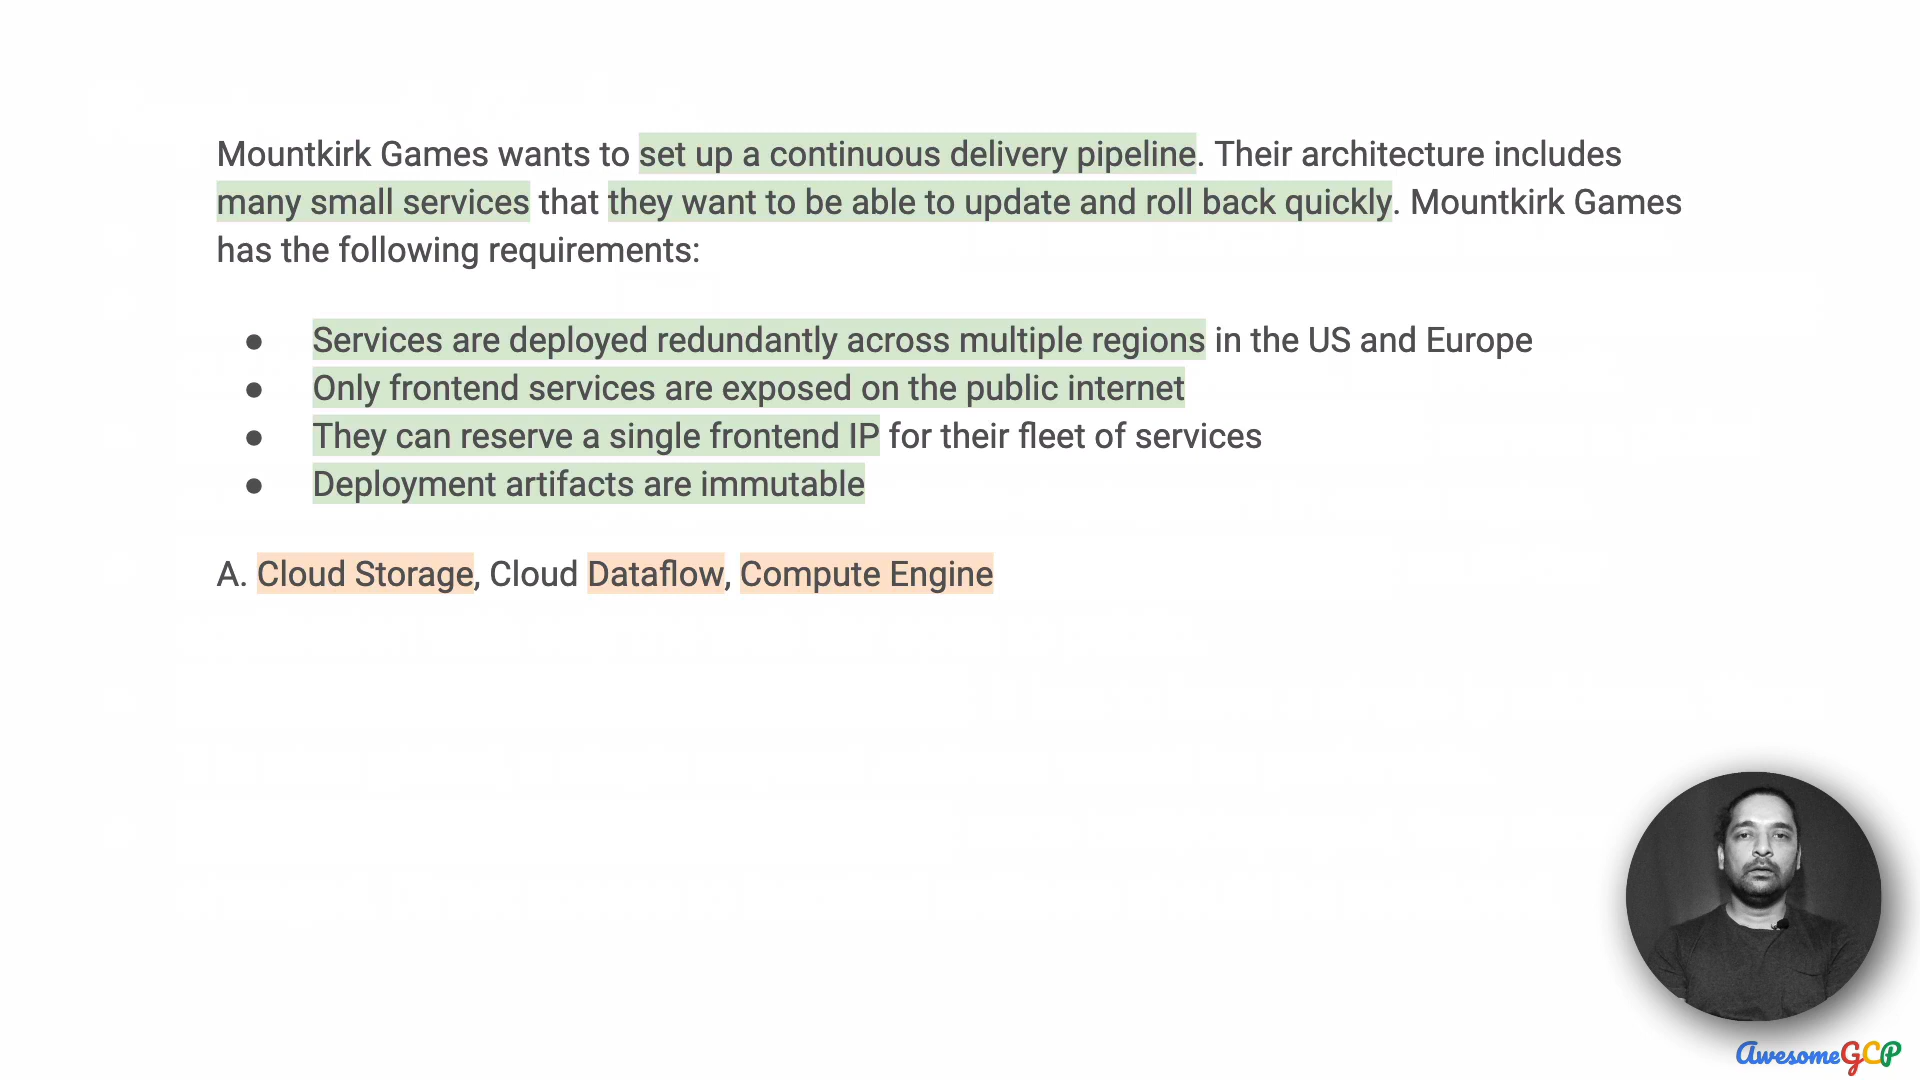 Mountkirk Games wants to set up a continuous delivery pipeline. Their architecture includes
many small services that they want to be able to update and roll back quickly. Mountkirk Games
has the following requirements:
● Services are deployed redundantly across multiple regions in the US and Europe
● Only frontend services are exposed on the public internet
● They can reserve a single frontend IP for their fleet of services
● Deployment artifacts are immutable
A. Cloud Storage, Cloud Dataflow, Compute Engine
AwesomeGCP